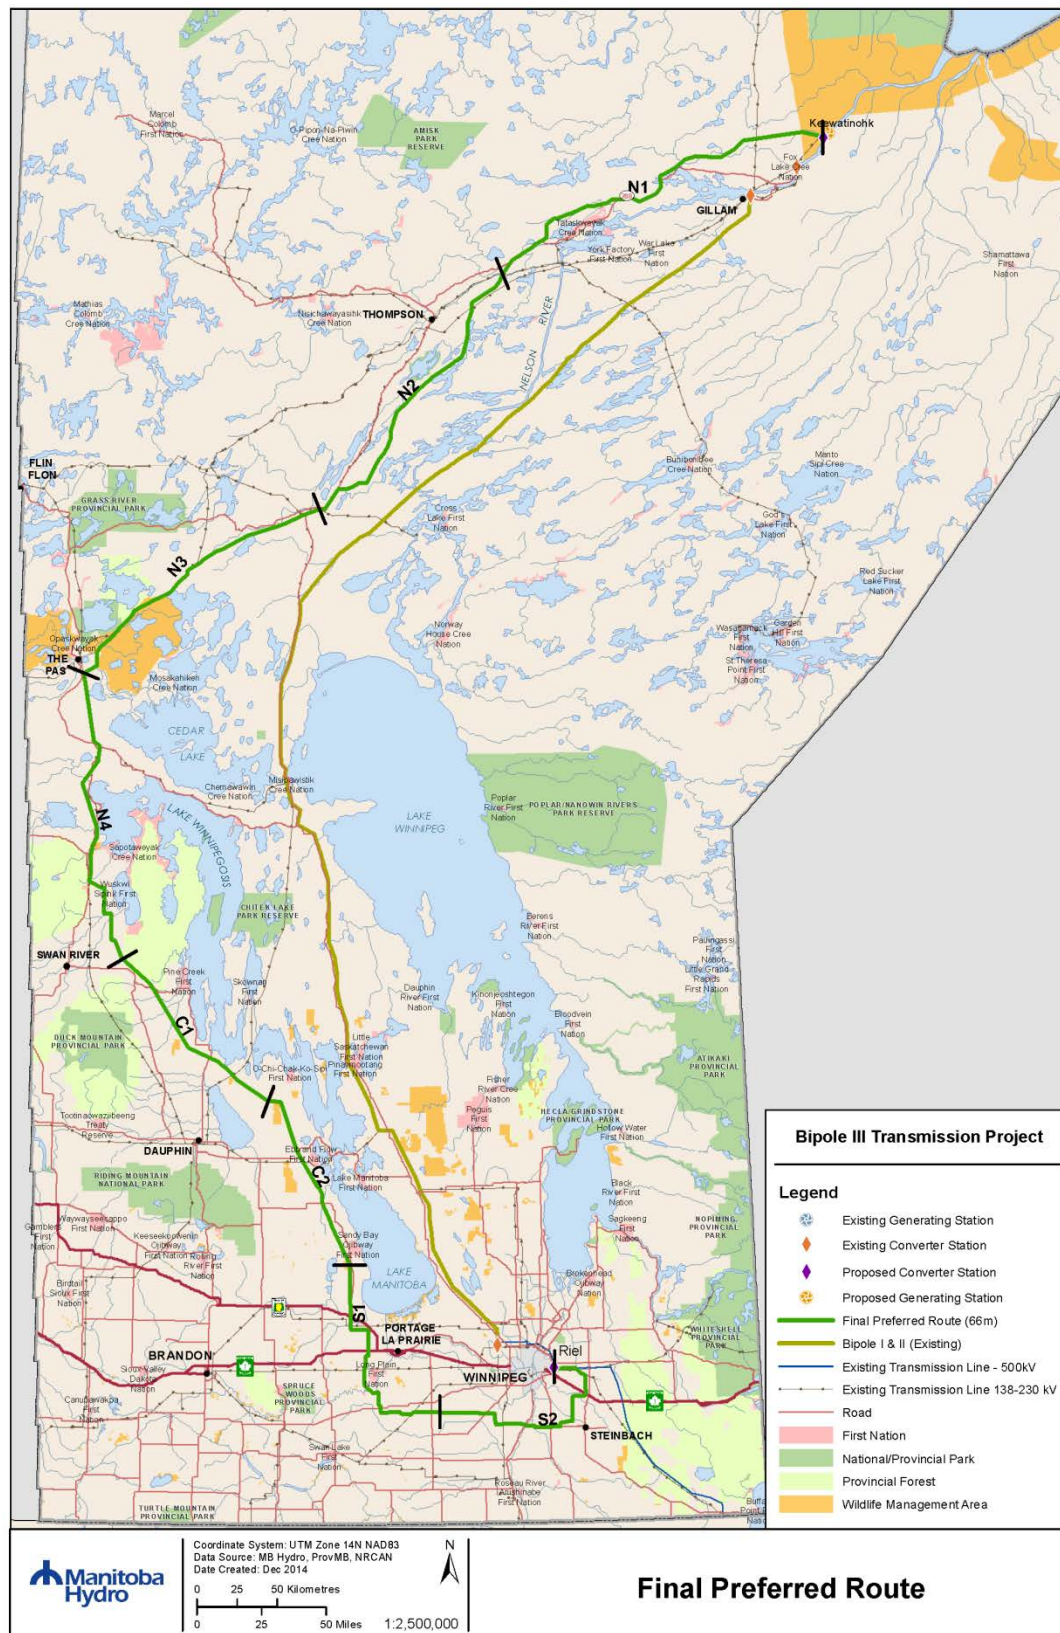 Marcel
Colomb
First Nation
O-Pipon-Na-Piwin
Cree Nation
AMISK
PARK
RESERVE
Keewatinohk
Fox
Lake Cree
Nation
N1
GILLAM
Tataskweyak
Cree Nation
York Factory
First Nation
War Lake
First
Nation
Shamattawa
First
Nation
Mathias
Colomb
Cree Nation
Nisichawayasihk
Cree Nation
THOMPSON
NELSON
RIVER
N2
FLIN
FLON
GRASS RIVER
PROVINCIAL PARK
Bunibonibee
Cree Nation
Manto
Sipi Cree
Nation
Cross
Lake First
Nation
God's
Lake First
Nation
N3
Red Sucker
Lake First
Nation
Opaskwayak
Cree Nation
THE
PAS
Norway
House Cree
Nation
Wasagamack
First
Nation
Garden
Hill First
Nation
St Theresa
Point First
Nation
Mosakahiken
Cree Nation
CEDAR
LAKE
Chemawawin
Cree Nation
Misipawistik
Cree Nation
N4
LAKE WINNIPEGOSIS
LAKE
WINNIPEG
Poplar
River First
Nation
POPLAR/NANOWIN RIVERS
PARK RESERVE
Sapotaweyak
Cree Nation
Wuskwi
Sipihk First
Nation
CHITEK LAKE
PARK RESERVE
Berens
River First
Nation
SWAN RIVER
Pine Creek
First
Nation
Skownan
First
Nation
Dauphin
River First
Nation
Kinonjeoshtegon
First
Nation
Pauingassi
First
Nation
Little Grand
Rapids
First Nation
Bloodvein
First
Nation
C1
DUCK MOUNTAIN
PROVINCIAL PARK
Little
Saskatchewan
First Nation
Pinaymootang
First Nation
O-Chi-Chak-Ko-Sipi
First Nation
ATIKAKI
PROVINCIAL
PARK
Fisher
River Cree
Nation
Peguis
First
Nation
HECLA/GRINDSTONE
PROVINCIAL PARK
Hollow Water
First Nation
Tootinaowaziibeeng
Treaty
Reserve
DAUPHIN
Ebb and Flow
First Nation
C2
Lake Manitoba
First Nation
RIDING MOUNTAIN
NATIONAL PARK
Black
River First
Nation
Sagkeeng
First
Nation
NOPIMING
PROVINCIAL
PARK
Gamblers
First
Nation
Waywayseecappo
First Nation
Keeseekoowenin
Ojibway
First Nation
Rolling
River First
Nation
Sandy Bay
Ojibway
First Nation
LAKE
MANITOBA
Birdtail
Sioux First
Nation
Brokenhead
Ojibway
Nation
S1
PORTAGE
LA PRAIRIE
WHITESHELL
PROVINCIAL
PARK
BRANDON
Sioux Valley
Dakota
Nation
Long Plain
First
Nation
WINNIPEG
Riel
Canupawakpa
First
Nation
SPRUCE
WOODS
PROVINCIAL
PARK
S2
STEINBACH
Swan Lake
First
Nation
Roseau River
Anishinabe
First Nation
TURTLE MOUNTAIN
PROVINCIAL PARK
Bipole III Transmission Project
Legend
Existing Generating Station
Existing Converter Station
Proposed Converter Station
Proposed Generating Station
Final Preferred Route (66m)
Bipole I & II (Existing)
Existing Transmission Line - 500kV
Existing Transmission Line 138-230 kV
Road
First Nation
National/Provincial Park
Provincial Forest
Wildlife Management Area
Manitoba
Hydro
Coordinate System: UTM Zone 14N NAD83
Data Source: MB Hydro, ProvMB, NRCAN
Date Created: Dec 2014
N
0 25 50 Kilometres
0 25 50 Miles
1:2,500,000
Final Preferred Route